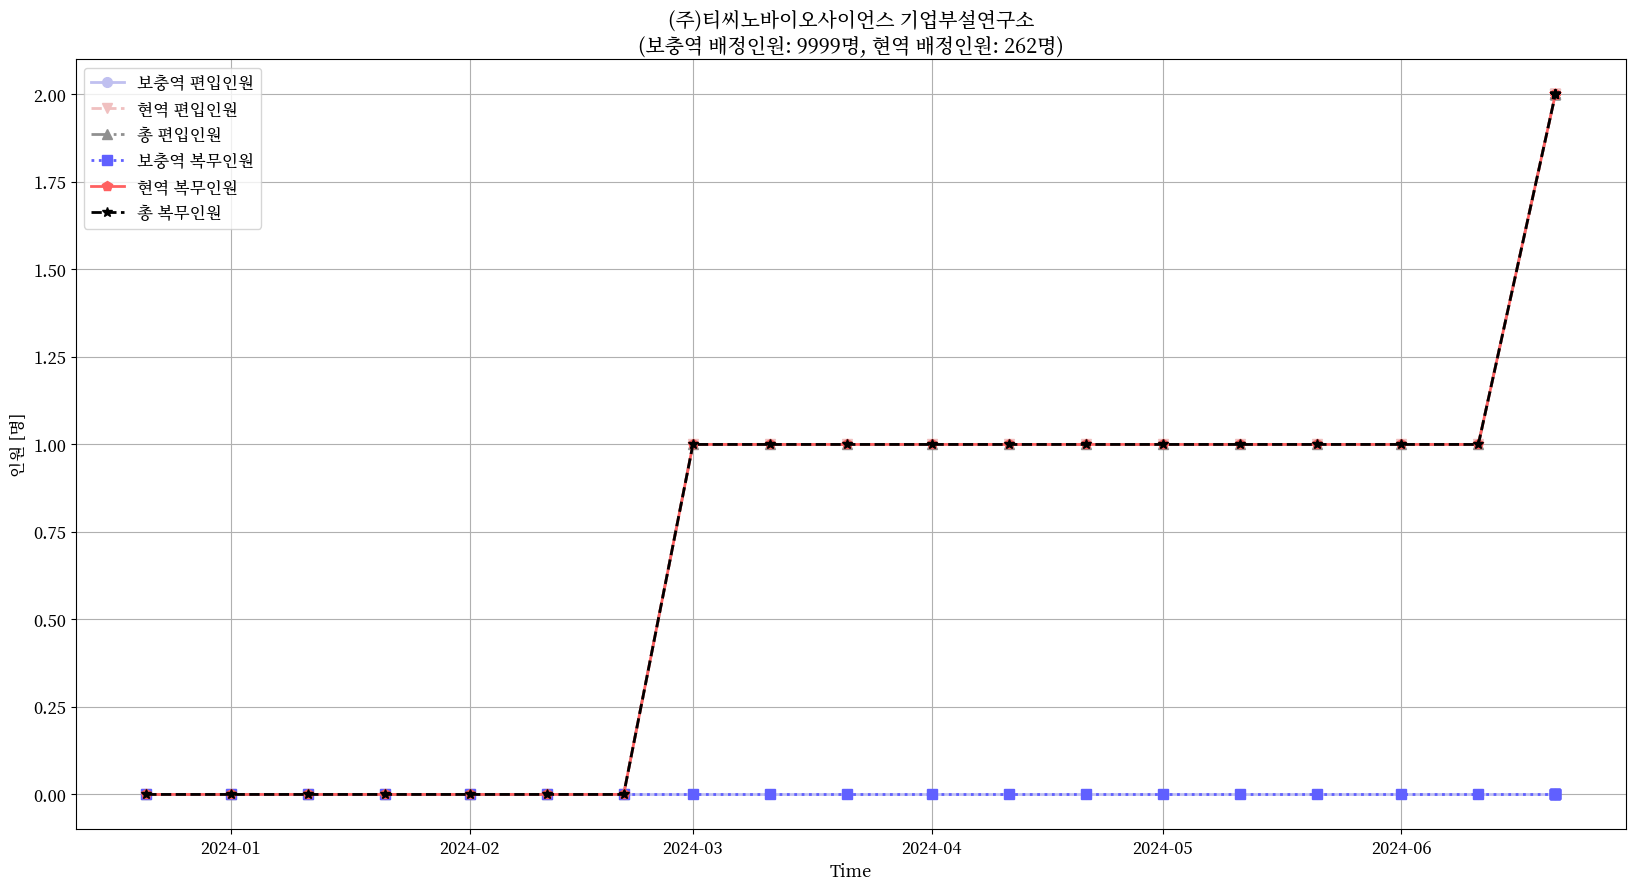 (주)티씨노바이오사이언스 기업부설연구소
(보충역 배정인원: 9999명, 현역 배정인원: 262명)
보충역 편입인원
현역 편입인원
총 편입인원
보충역 복무인원
현역 복무인원
총 복무인원
2.00
1.75
1.50
1.25
1.00
0.75
0.50
0.25
0.00
인원 [명]
2024-01
2024-02
2024-03
2024-04
2024-05
2024-06
Time